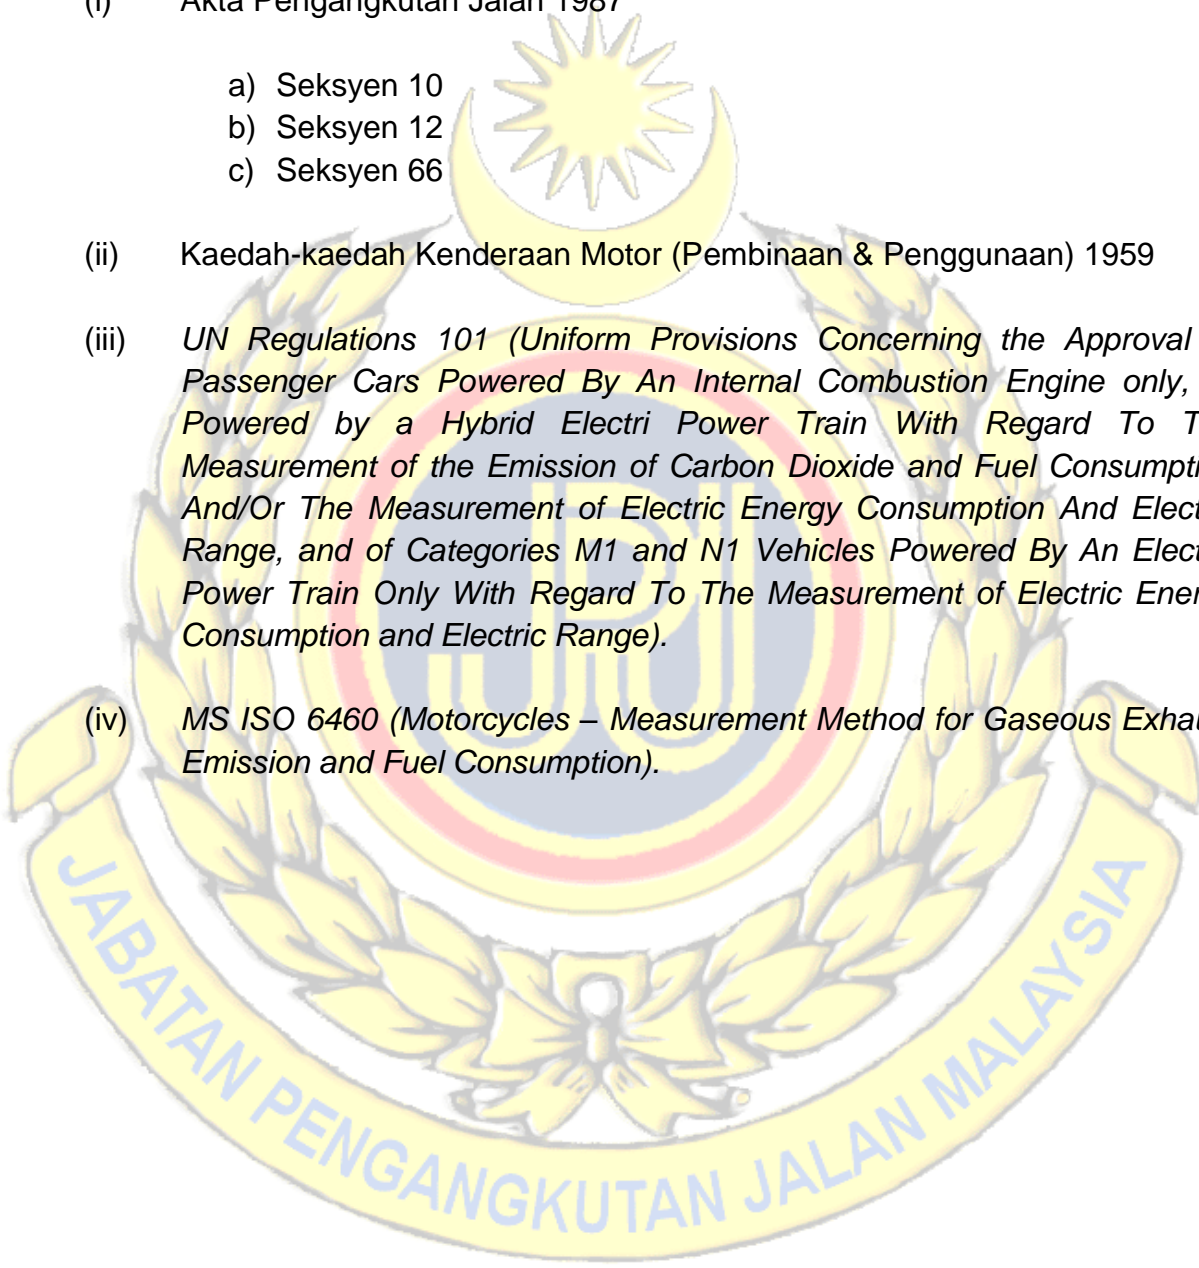 (i) Akta Pengangkutan Jalan 1987
a) Seksyen 10
b) Seksyen 12
c) Seksyen 66
(ii) Kaedah-kaedah Kenderaan Motor (Pembinaan & Penggunaan) 1959
(iii) UN Regulations 101 (Uniform Provisions Concerning the Approval
Passenger Cars Powered By An Internal Combustion Engine only,
Powered by a Hybrid Electri Power Train With Regard To
Measurement of the Emission of Carbon Dioxide and Fuel
And/Or The Measurement of Electric Energy Consumption And
Range, and of Categories M1 and N1 Vehicles Powered By An
Power Train Only With Regard To The Measurement of Electric
Consumption and Electric Range).
(iv) MS ISO 6460 (Motorcycles – Measurement Method for Gaseous
Emission and Fuel Consumption).
JPJ
JABATAN PENGANGKUTAN JALAN MALAYSIA